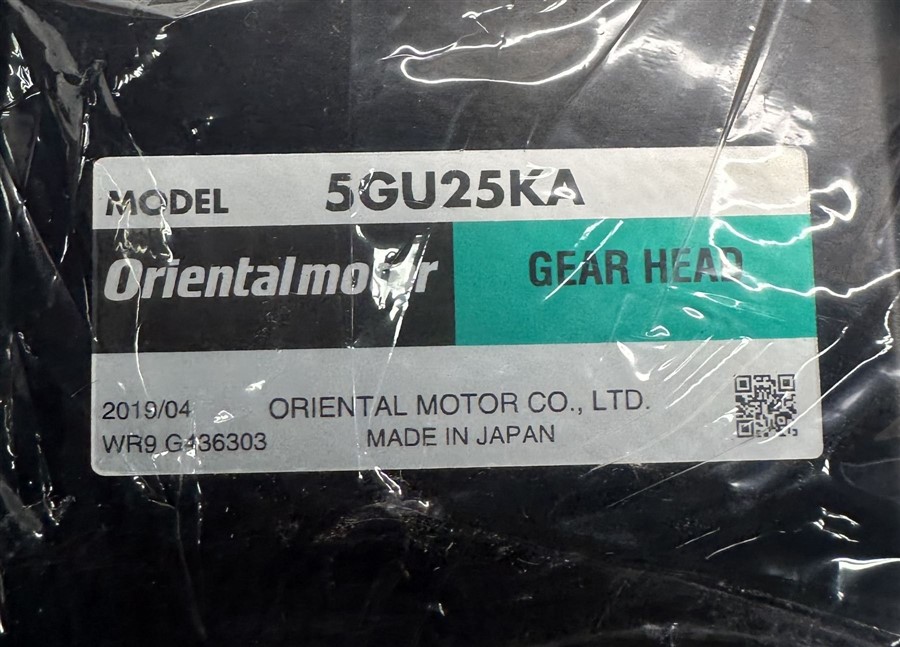 MODEL 5GU25KA
Orientalmotor GEAR HEAD
2019/04 ORIENTAL MOTOR CO., LTD.
WR9 G436303 MADE IN JAPAN